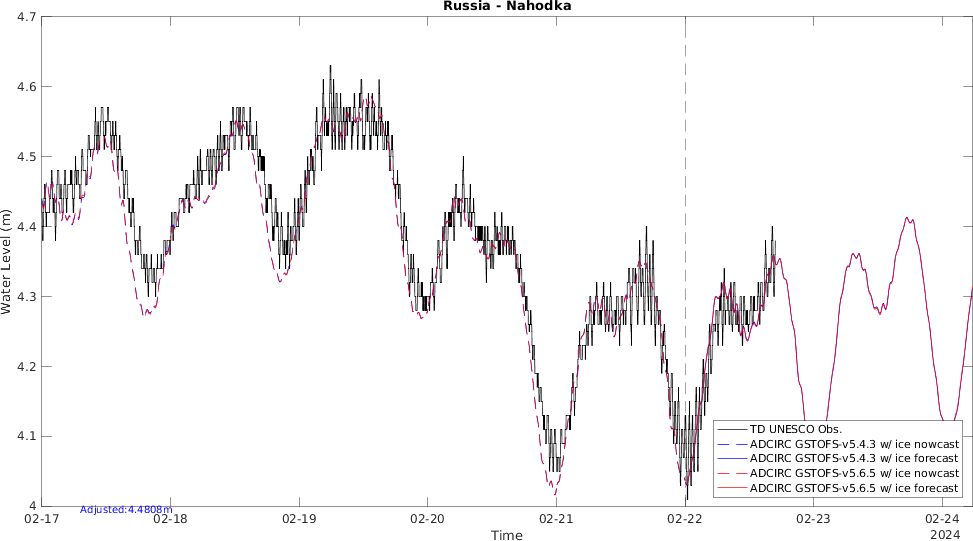 Russia - Nahodka
Water Level (m)
4.7
4.6
4.5
4.4
4.3
4.2
4.1
4
TD UNESCO Obs.
ADCIRC GSTOFS-v5.4.3 w/ ice nowcast
ADCIRC GSTOFS-v5.4.3 w/ ice forecast
ADCIRC GSTOFS-v5.6.5 w/ ice nowcast
ADCIRC GSTOFS-v5.6.5 w/ ice forecast
Adjusted:4.4808m
02-17 02-18 02-19 02-20 02-21 02-22 02-23 02-24
Time 2024